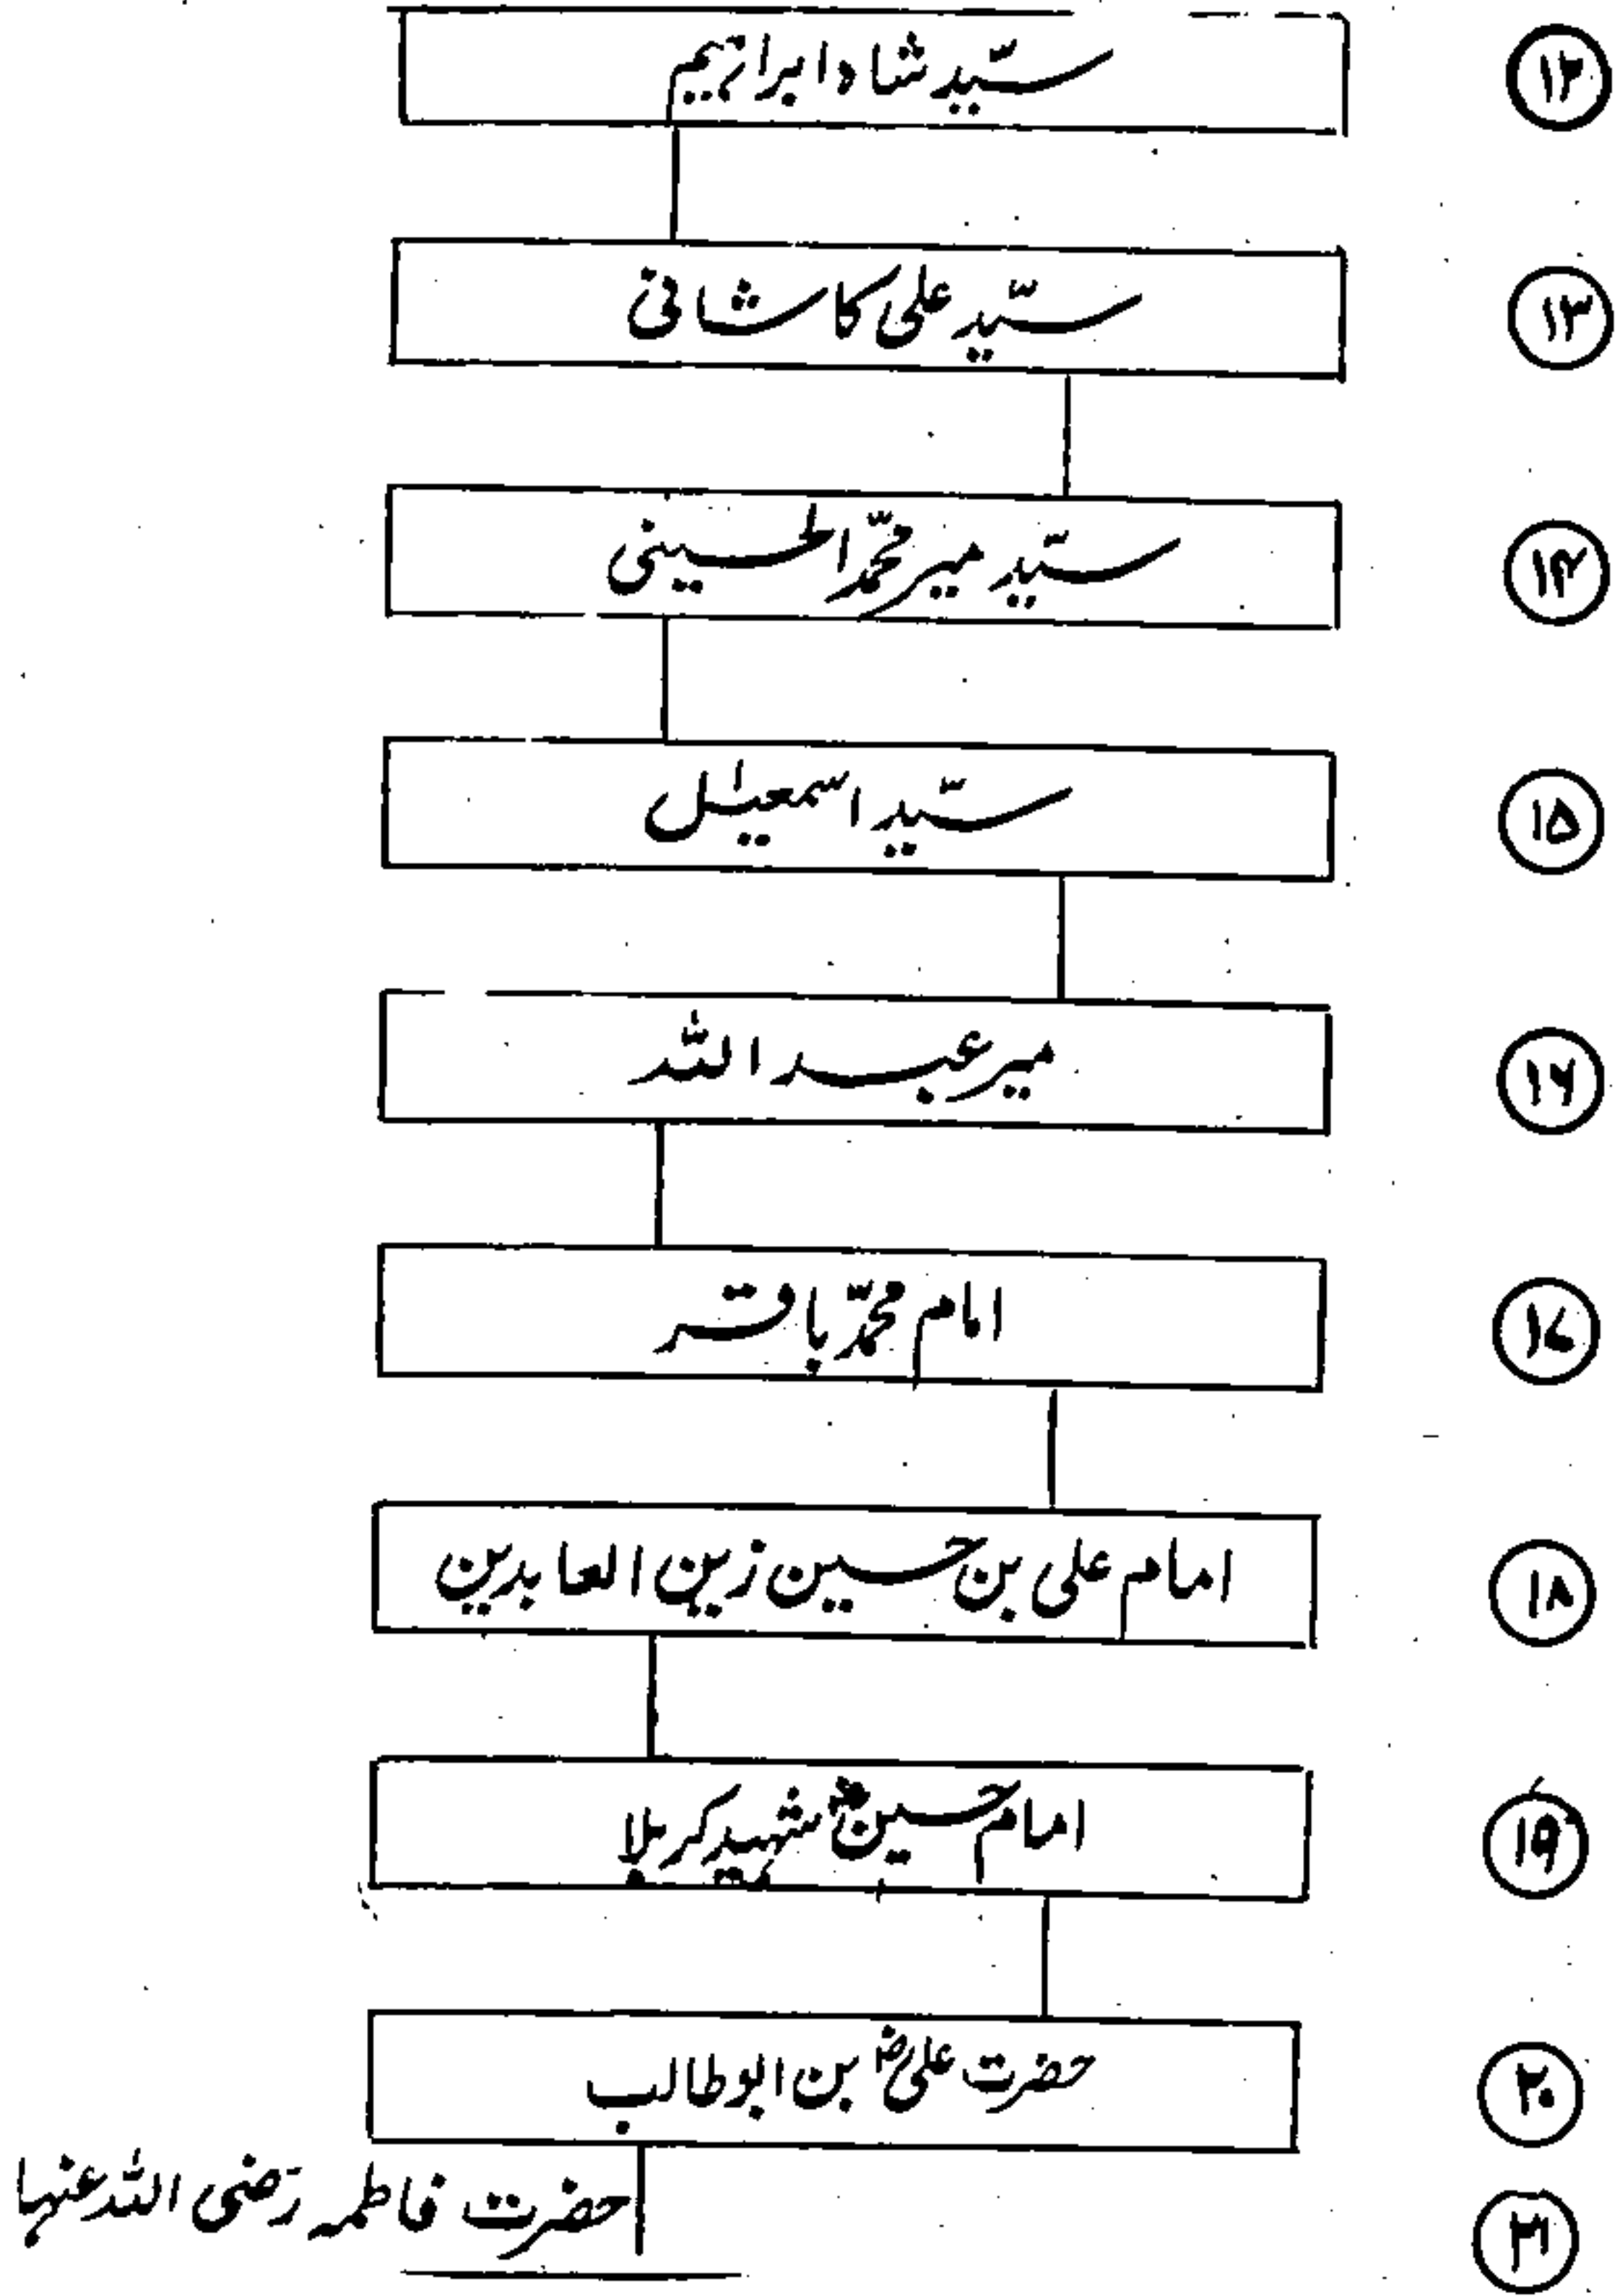 ۱۲ سیّد شاہ ابراہیم
۱۳ سیّد علی کاشانی
۱۴ سیّد میر محمّد الحسینی
۱۵ سیّد اسمعیل
۱۶ میر عبد اللہ
۱۷ امام محمّد باقر
۱۸ امام علی بن حسین زین العابدین
۱۹ امام حسینؓ شہید کربلا
۲۰ حضرت علیؓ بن ابو طالب
۲۱ حضرت فاطمہ رضی اللہ عنہا